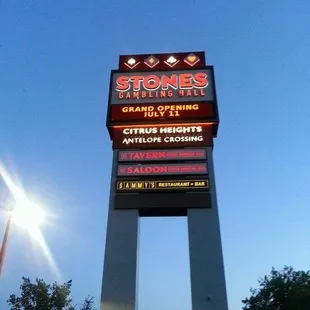 STONES
GAMBLING HALL
GRAND OPENING
JULY 11
CITRUS HEIGHTS
ANTELOPE CROSSING
TAVERN
SALOON
SAMMY'S RESTAURANT + BAR